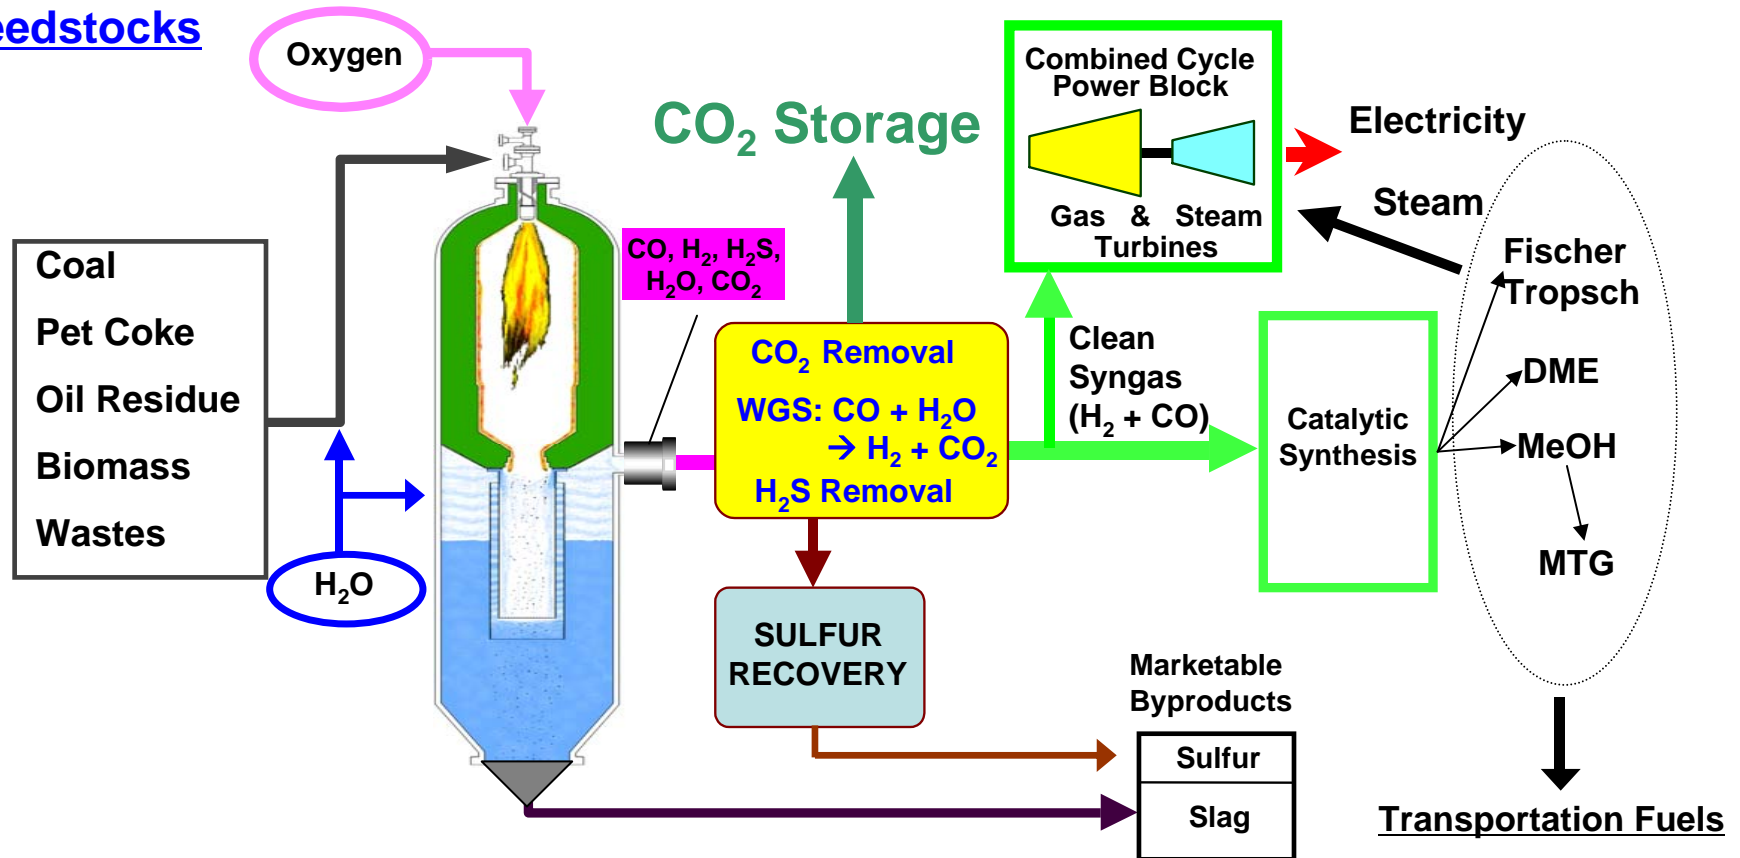 eedstocks
Oxygen
Coal
Pet Coke
Oil Residue
Biomass
Wastes
H₂O
CO, H₂, H₂S,
H₂O, CO₂
CO₂ Storage
CO₂ Removal
WGS: CO + H₂O
→ H₂ + CO₂
H₂S Removal
SULFUR
RECOVERY
Combined Cycle
Power Block
Gas & Steam
Turbines
Electricity
Steam
Clean
Syngas
(H₂ + CO)
Catalytic
Synthesis
Fischer
Tropsch
DME
MeOH
MTG
Marketable
Byproducts
Sulfur
Slag
Transportation Fuels